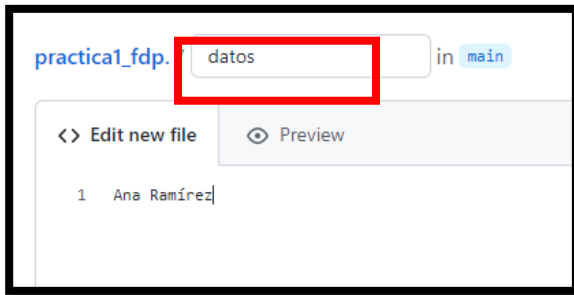 practica1_fdp. / datos in main
<> Edit new file Preview
1 Ana Ramírez